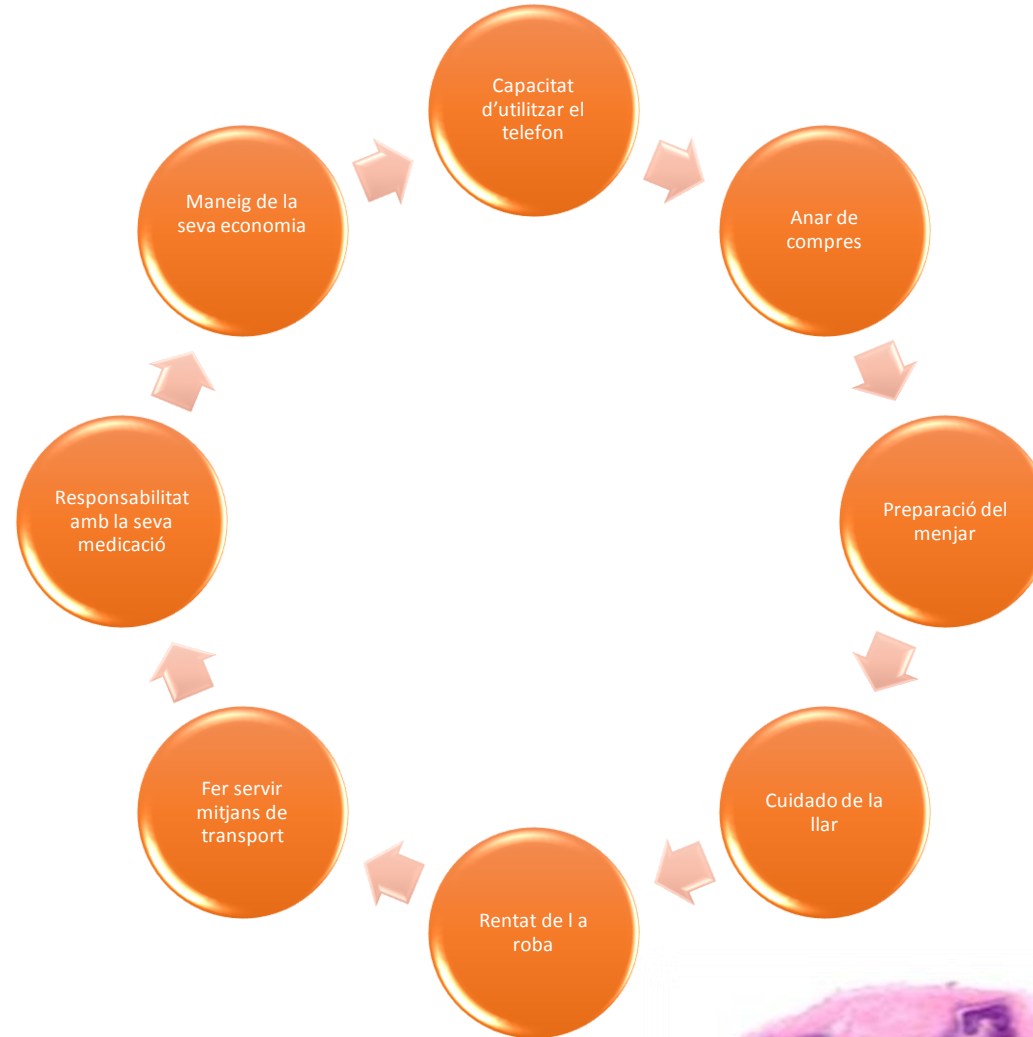 Capacitat
d'utilitzar el
telefon
Anar de
compres
Preparació del
menjar
Cuidado de la
llar
Rentat de l a
roba
Fer servir
mitjans de
transport
Responsabilitat
amb la seva
medicació
Maneig de la
seva economia